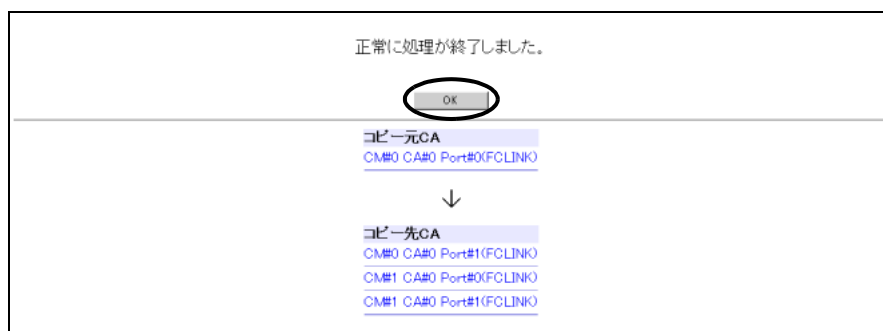 正常に処理が終了しました。
OK
コピー元CA
CM#0 CA#0 Port#0(FCLINK)
↓
コピー先CA
CM#0 CA#0 Port#1(FCLINK)
CM#1 CA#0 Port#0(FCLINK)
CM#1 CA#0 Port#1(FCLINK)